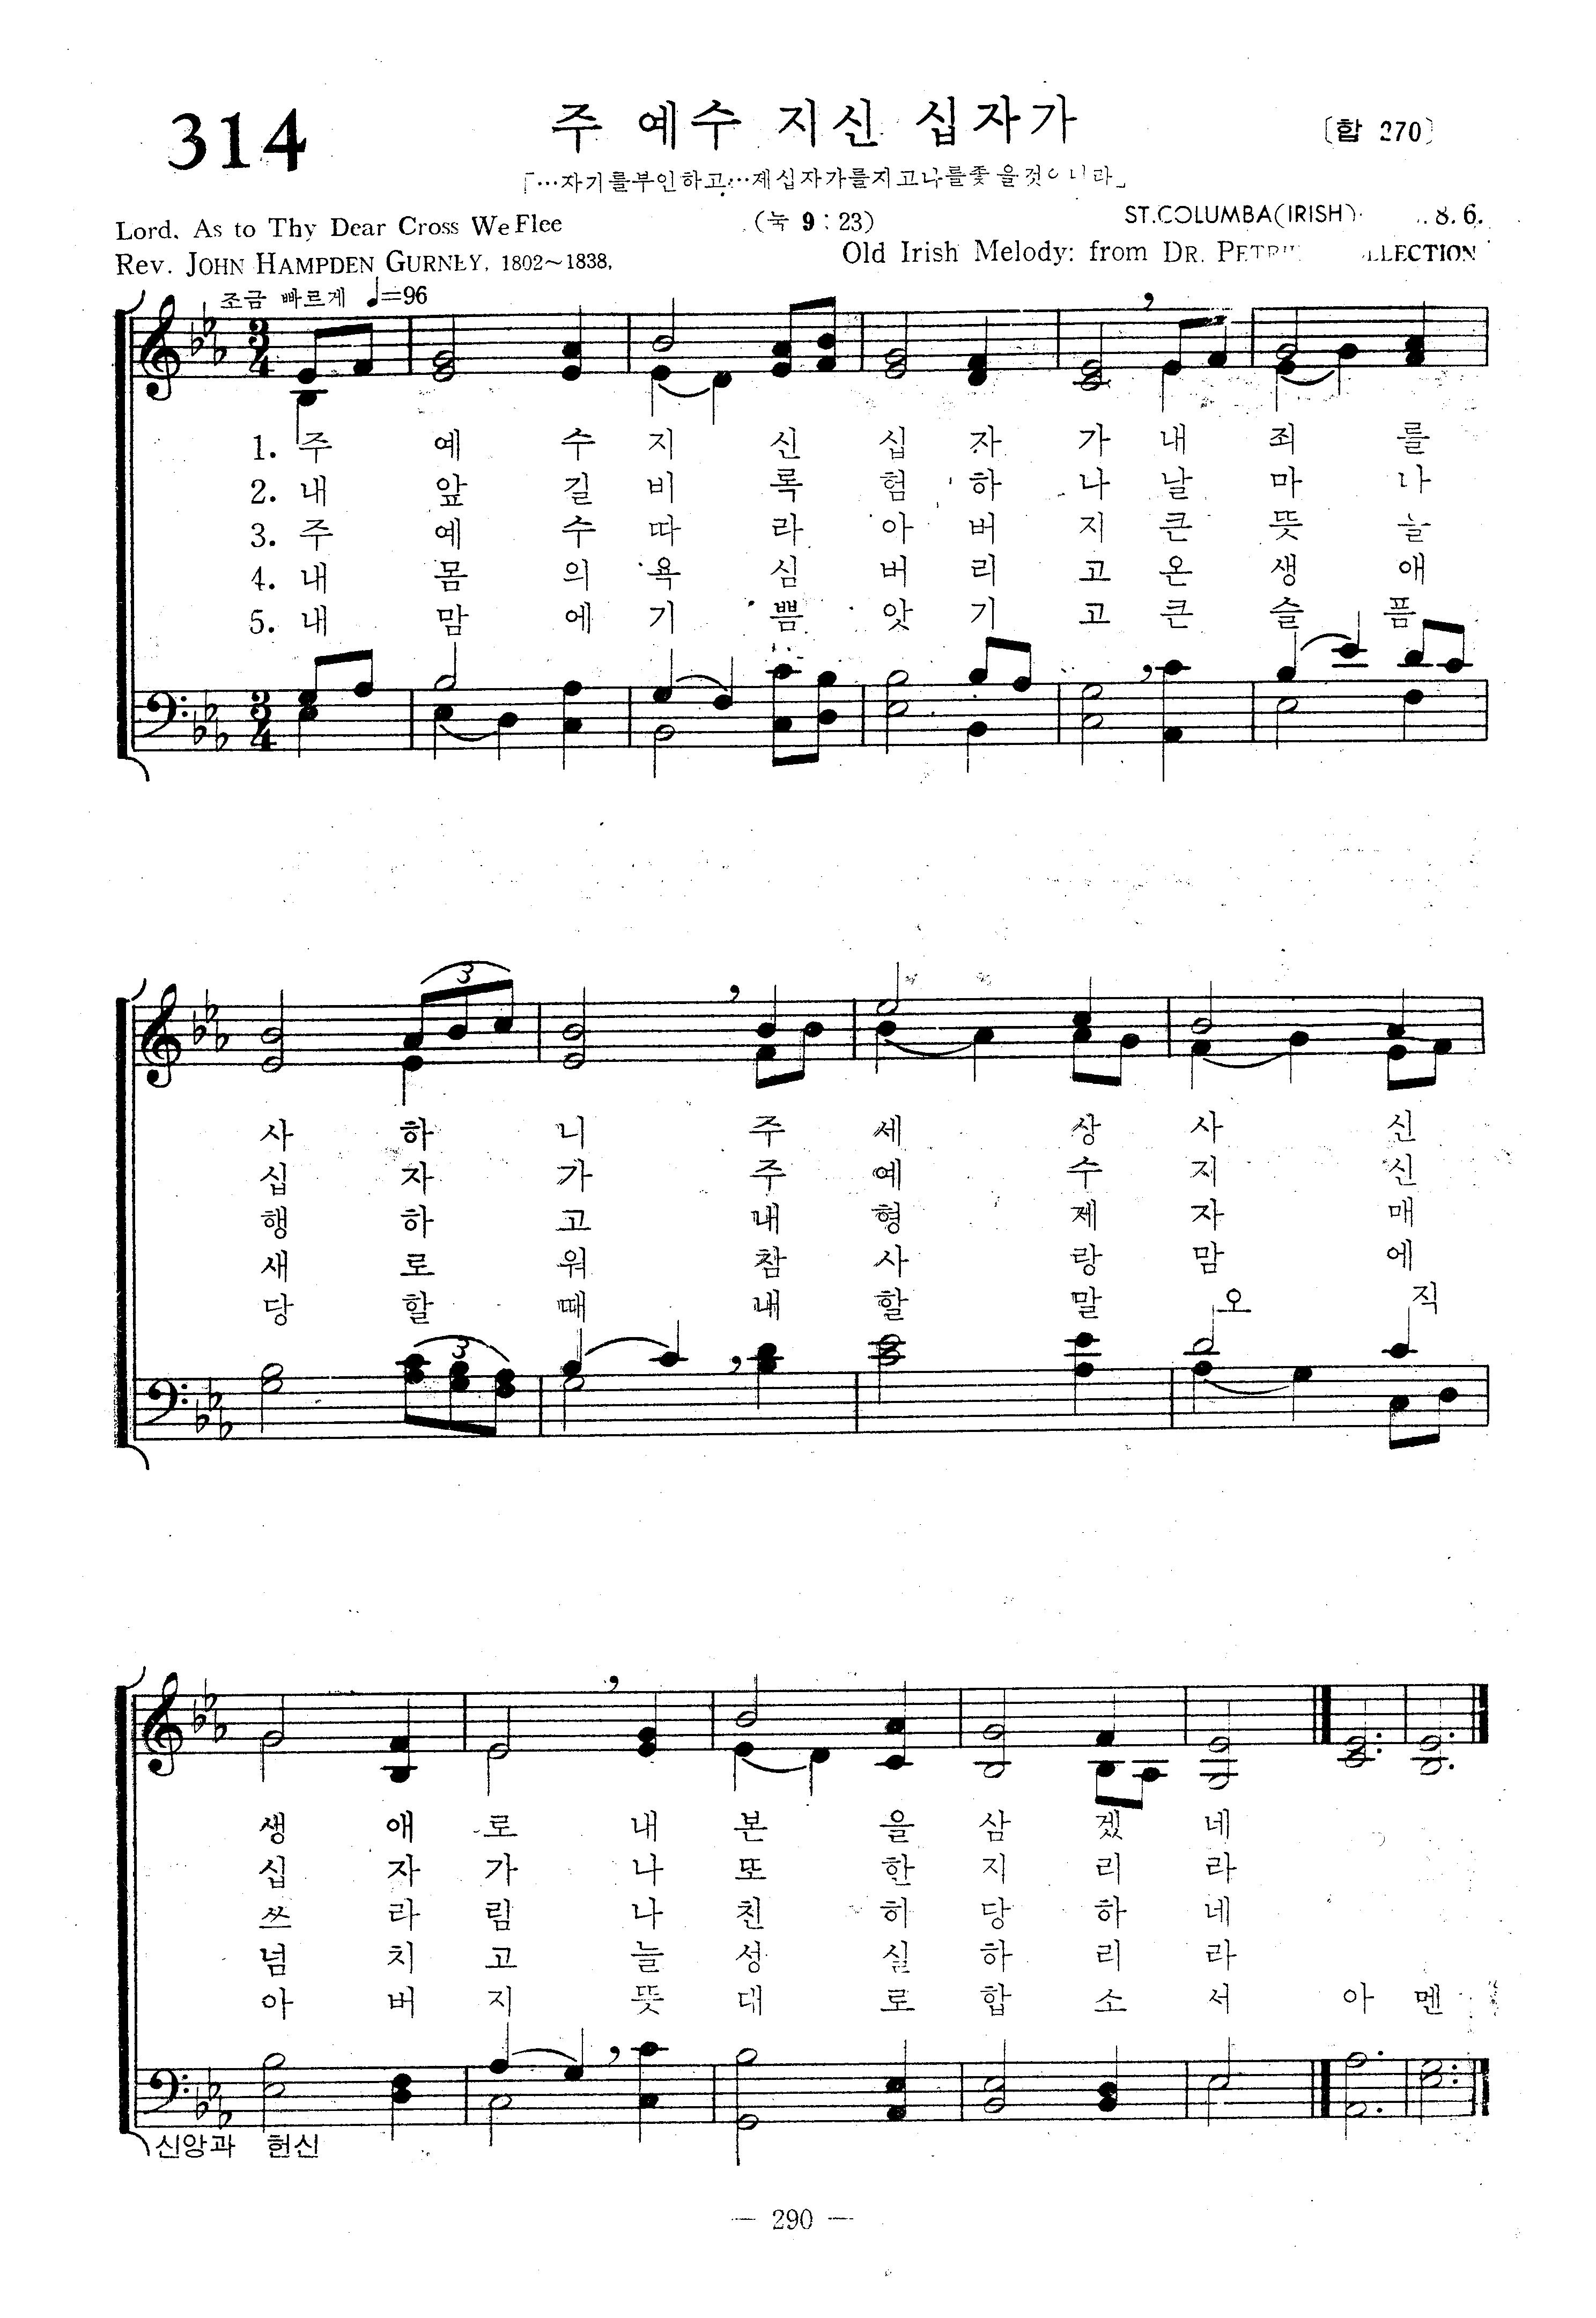 314
주 예수 지신 십자가
〔합 270〕
「…자기를부인하고…제십자가를지고나를좇을것이니라」
Lord, As to Thy Dear Cross We Flee
(눅 9 : 23)
ST.COLUMBA(IRISH) 8. 6.
Rev. JOHN HAMPDEN GURNEY, 1802~1838,
Old Irish Melody: from DR.
조금 빠르게 ♩=96
1. 주 예 수 지 신 십 자 가 내 죄 를
2. 내 앞 길 비 록 험 하 나 날 마 다
3. 주 예 수 따 라 아 버 지 큰 뜻 늘
4. 내 몸 의 욕 심 버 리 고 온 생 애
5. 내 맘 에 기 쁨 앗 기 고 큰 슬 픔
3
사 하 니 주 세 상 사 신
십 자 가 주 예 수 지 신
행 하 고 내 형 제 자 매
새 로 워 참 사 랑 맘 에
당 할 때 내 할 말 오 직
3
생 애 로 내 본 을 삼 겠 네
십 자 가 나 또 한 지 리 라
쓰 라 림 나 친 히 당 하 네
넘 치 고 늘 성 실 하 리 라
아 버 지 뜻 대 로 합 소 서 아 멘
신앙과 헌신
— 290 —